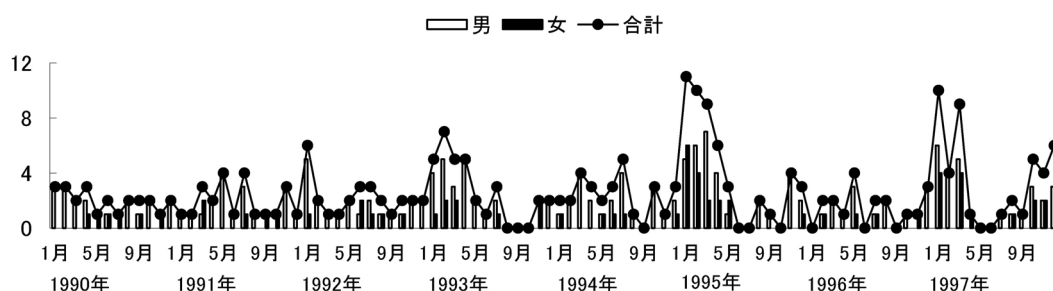 男 女 合計
12
8
4
0
1月 5月 9月 1月 5月 9月 1月 5月 9月 1月 5月 9月 1月 5月 9月 1月 5月 9月 1月 5月 9月 1月 5月 9月
1990年 1991年 1992年 1993年 1994年 1995年 1996年 1997年